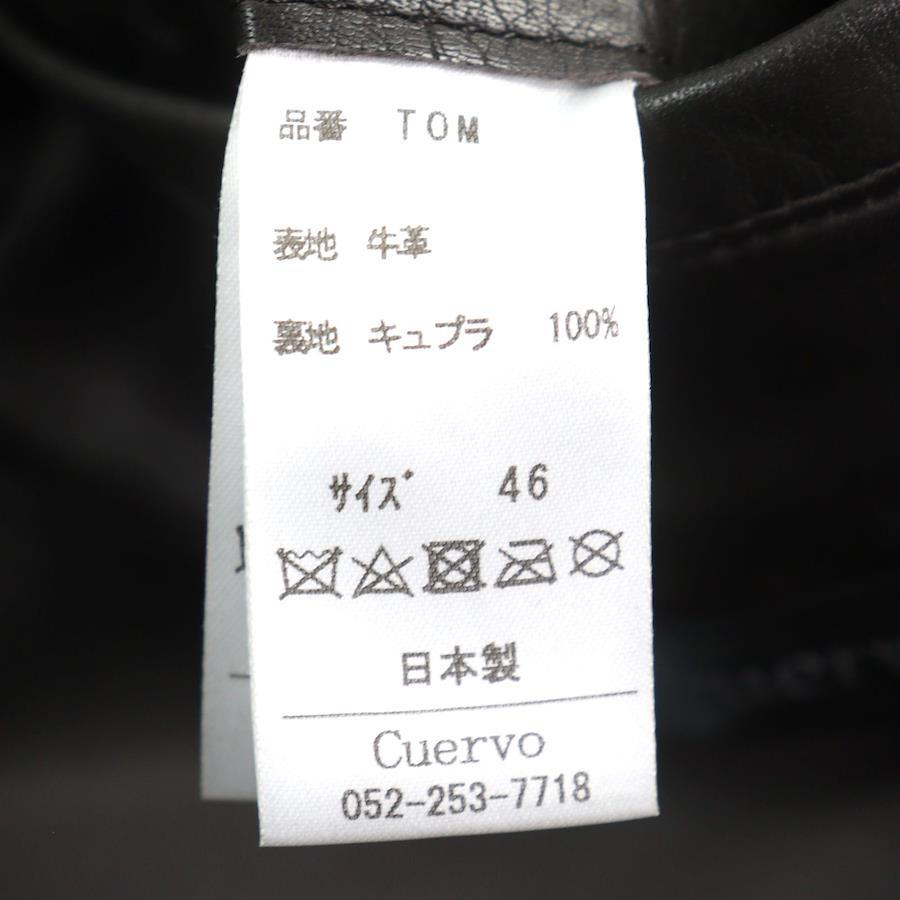 品番 TOM
表地 牛革
裏地 キュプラ 100%
サイズ 46
日本製
Cuervo
052-253-7718